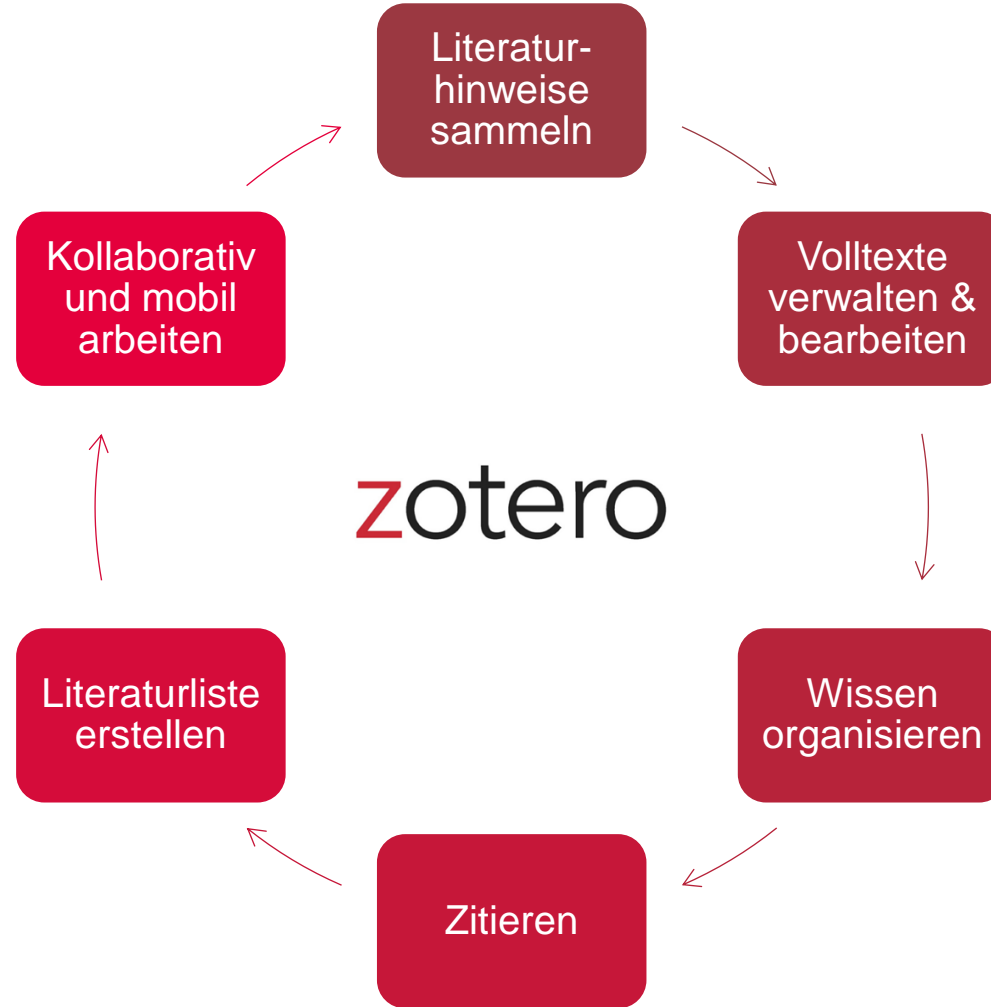 Literatur-
hinweise
sammeln
Volltexte
verwalten &
bearbeiten
Wissen
organisieren
Zitieren
Literaturliste
erstellen
Kollaborativ
und mobil
arbeiten
zotero